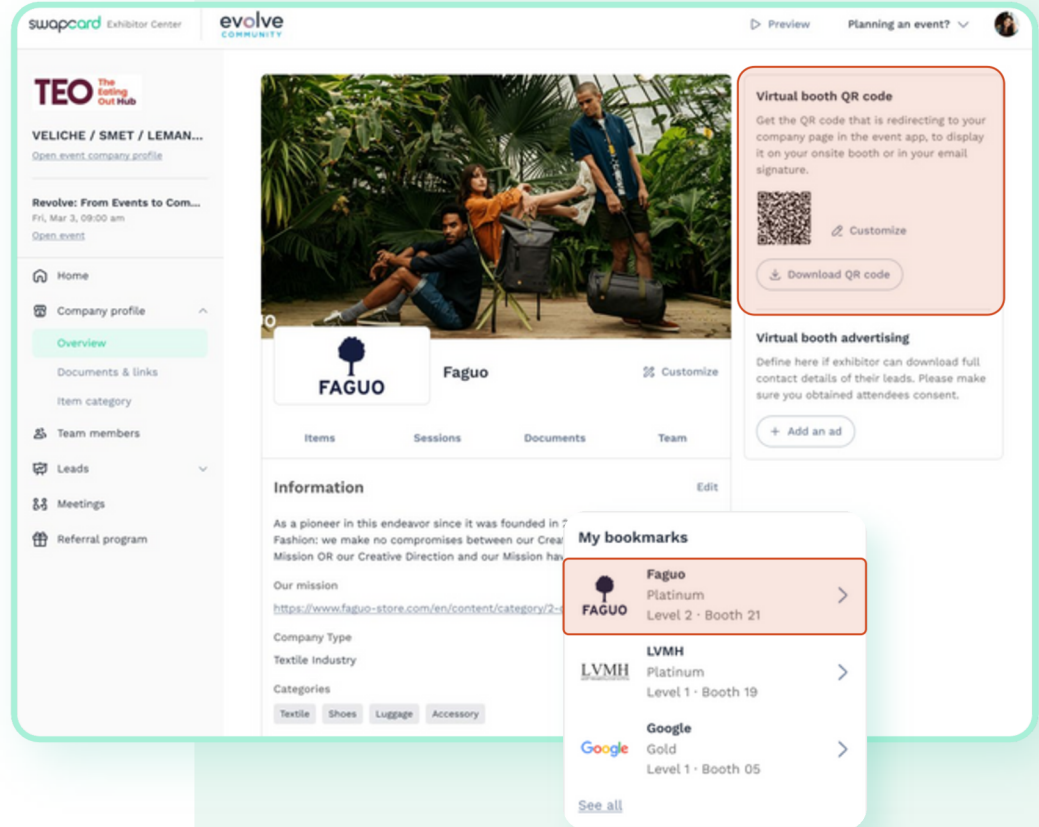 swapcard Exhibitor Center
evolve
COMMUNITY
Preview
Planning an event?
TEO The
Eating
Out Hub
VELICHE / SMET / LEMAN...
Open event company profile
Revolve: From Events to Com...
Fri, Mar 3, 09:00 am
Open event
Home
Company profile
Overview
Documents & links
Item category
Team members
Leads
Meetings
Referral program
FAGUO
Faguo
Customize
Items
Sessions
Documents
Team
Information
Edit
As a pioneer in this endeavor since it was founded in
Fashion: we make no compromises between our Crea
Mission OR our Creative Direction and our Mission hav
Our mission
https://www.faguo-store.com/en/content/category/2-
Company Type
Textile Industry
Categories
Textile
Shoes
Luggage
Accessory
Virtual booth QR code
Get the QR code that is redirecting to your
company page in the event app, to display
it on your onsite booth or in your email
signature.
Customize
Download QR code
Virtual booth advertising
Define here if exhibitor can download full
contact details of their leads. Please make
sure you obtained attendees consent.
+ Add an ad
My bookmarks
FAGUO
Faguo
Platinum
Level 2 · Booth 21
LVMH
LVMH
Platinum
Level 1 · Booth 19
Google
Google
Gold
Level 1 · Booth 05
See all